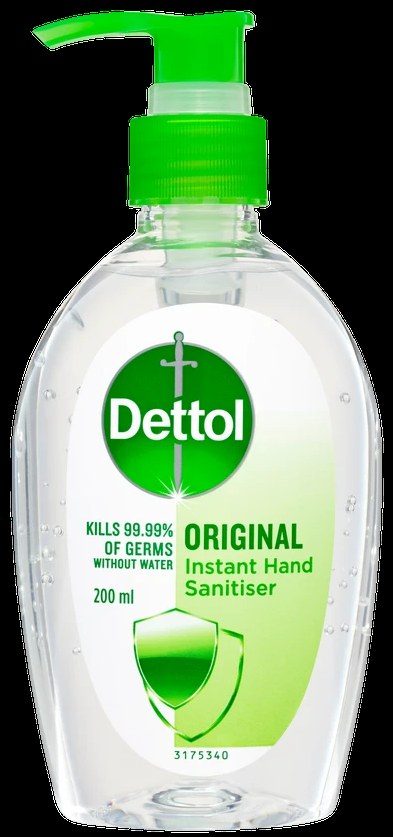 Dettol
KILLS 99.99%
OF GERMS
WITHOUT WATER
200 ml
ORIGINAL
Instant Hand
Sanitiser
3175340